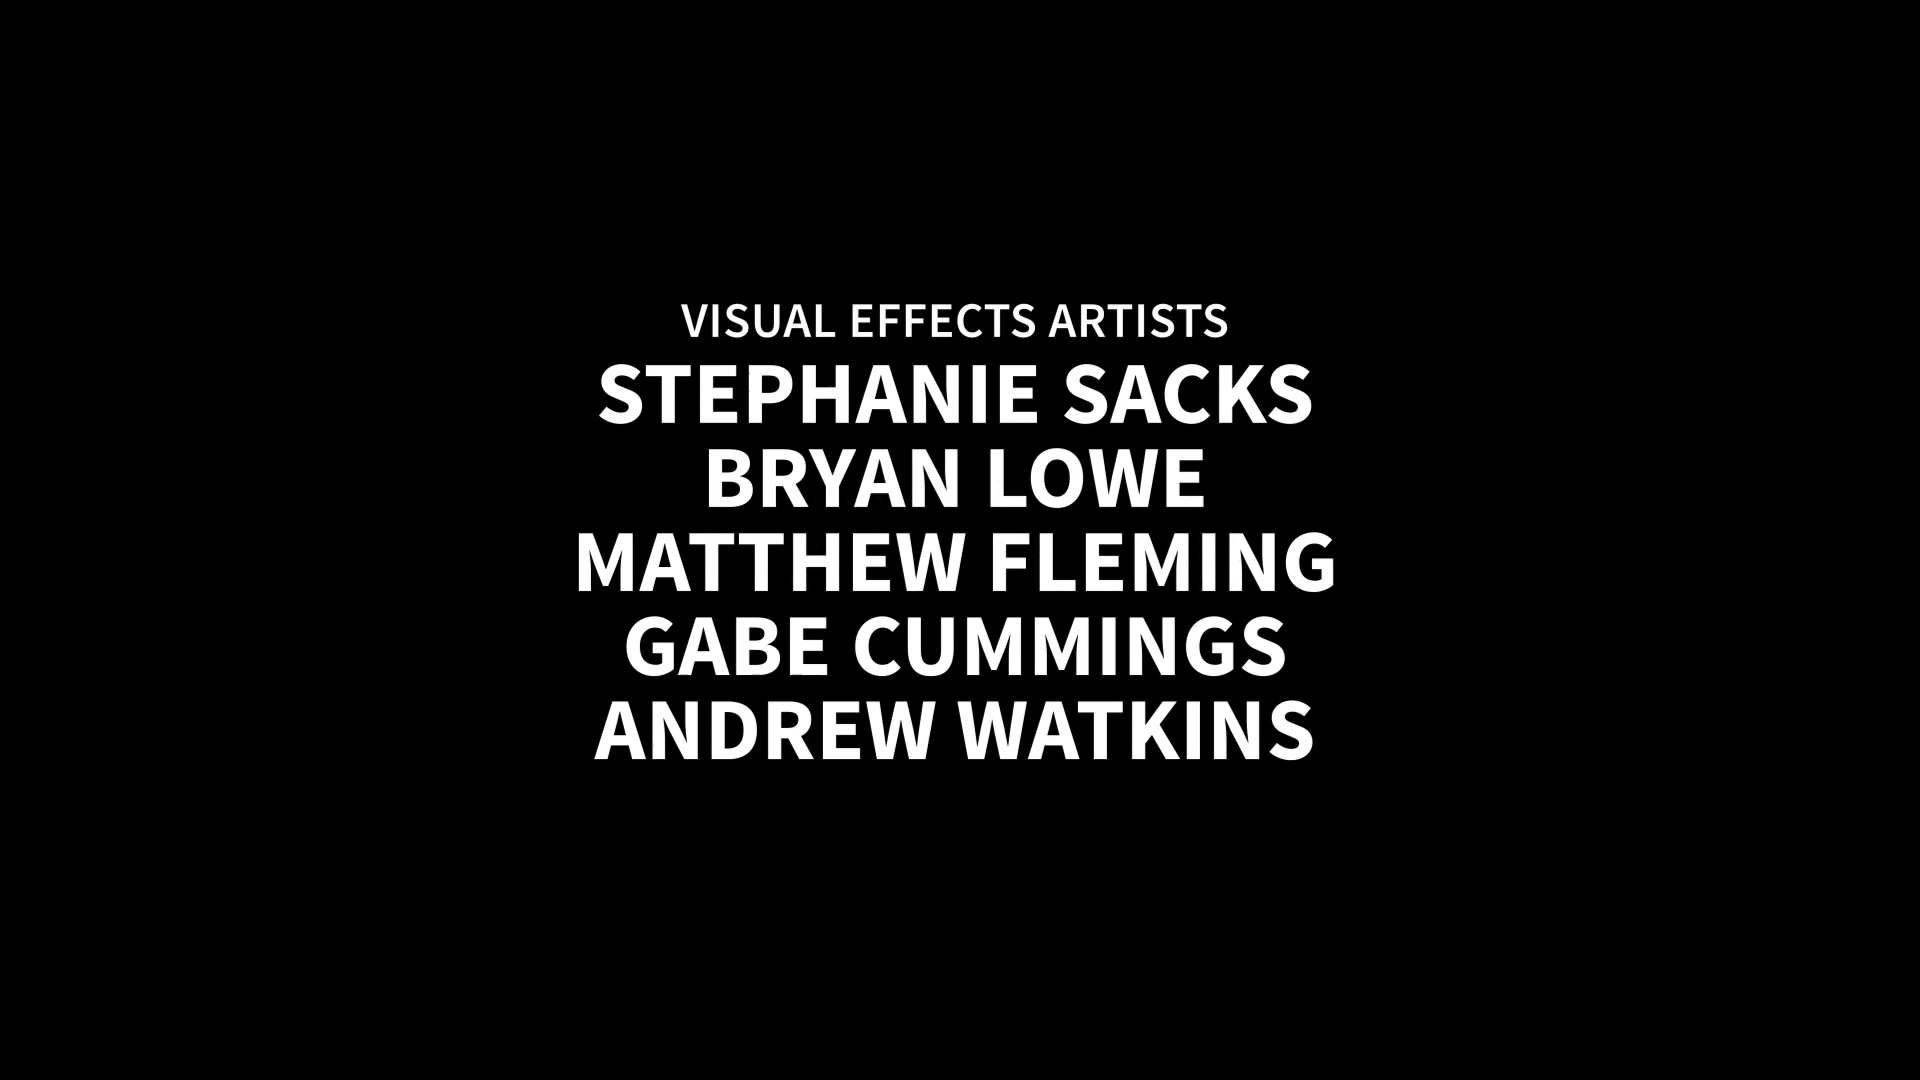 VISUAL EFFECTS ARTISTS
STEPHANIE SACKS
BRYAN LOWE
MATTHEW FLEMING
GABE CUMMINGS
ANDREW WATKINS